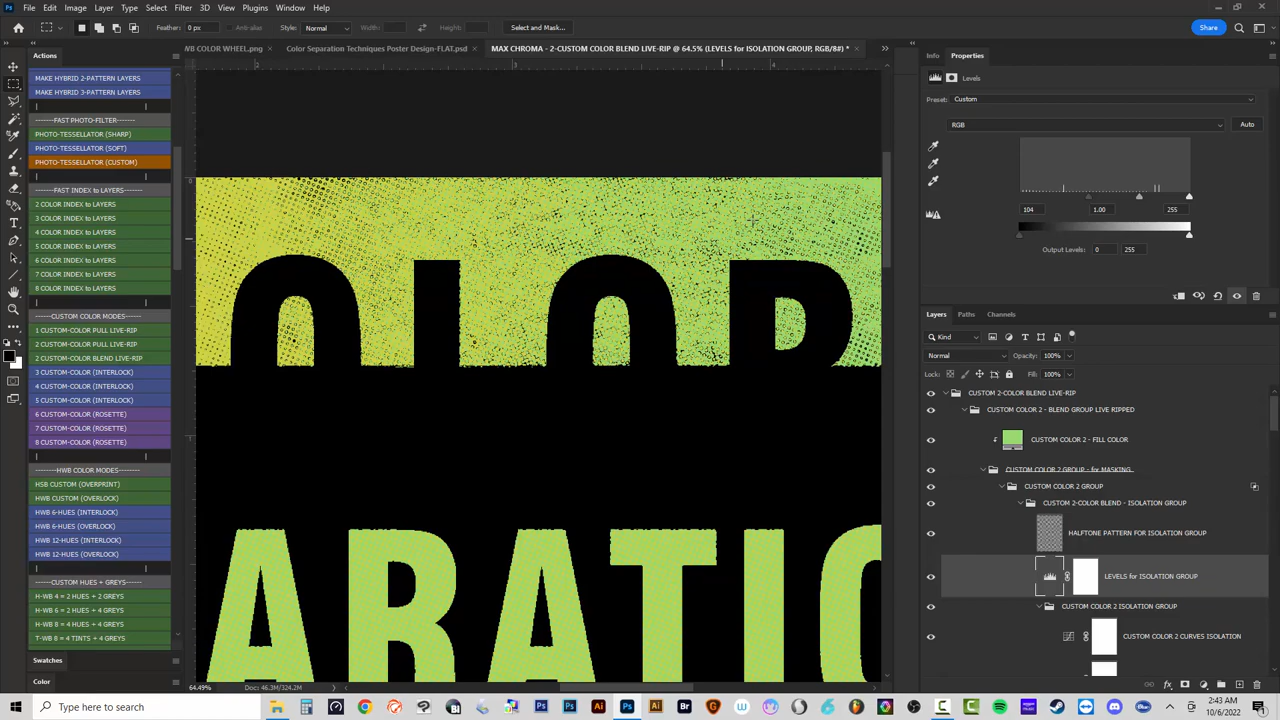 File Edit Image Layer Type Select Filter 3D View Plugins Window Help
Feather: 0 px Anti-alias Style: Normal Width: Height: Select and Mask... Share
WB COLOR WHEEL.png × Color Separation Techniques Poster Design-FLAT.psd × MAX CHROMA - 2-CUSTOM COLOR BLEND LIVE-RIP @ 64.5% (LEVELS for ISOLATION GROUP, RGB/8#) * ×
Actions
MAKE HYBRID 2-PATTERN LAYERS
MAKE HYBRID 3-PATTERN LAYERS
-------FAST PHOTO-FILTER------
PHOTO-TESSELLATOR (SHARP)
PHOTO-TESSELLATOR (SOFT)
PHOTO-TESSELLATOR (CUSTOM)
-------FAST INDEX to LAYERS------
2 COLOR INDEX to LAYERS
3 COLOR INDEX to LAYERS
4 COLOR INDEX to LAYERS
5 COLOR INDEX to LAYERS
6 COLOR INDEX to LAYERS
7 COLOR INDEX to LAYERS
8 COLOR INDEX to LAYERS
-------CUSTOM COLOR MODES------
1 CUSTOM-COLOR PULL LIVE-RIP
2 CUSTOM-COLOR PULL LIVE-RIP
2 CUSTOM-COLOR BLEND LIVE-RIP
3 CUSTOM-COLOR (INTERLOCK)
4 CUSTOM-COLOR (INTERLOCK)
5 CUSTOM-COLOR (INTERLOCK)
6 CUSTOM-COLOR (ROSETTE)
7 CUSTOM-COLOR (ROSETTE)
8 CUSTOM-COLOR (ROSETTE)
--------HWB COLOR MODES-------
HSB CUSTOM (OVERPRINT)
HWB CUSTOM (OVERLOCK)
HWB 6-HUES (INTERLOCK)
HWB 6-HUES (OVERLOCK)
HWB 12-HUES (INTERLOCK)
HWB 12-HUES (OVERLOCK)
------CUSTOM HUES + GREYS------
H-WB 4 = 2 HUES + 2 GREYS
H-WB 6 = 2 HUES + 4 GREYS
H-WB 8 = 4 HUES + 4 GREYS
T-WB 8 = 4 TINTS + 4 GREYS
Swatches
Color
2 3 4
0
OLOR
ARATIO
64.49% Doc: 46.3M/324.2M
Info Properties
Levels
Preset: Custom
RGB Auto
104 1.00 255
Output Levels: 0 255
Layers Paths Channels
Kind
Normal Opacity: 100%
Lock: Fill: 100%
CUSTOM 2-COLOR BLEND LIVE-RIP
CUSTOM COLOR 2 - BLEND GROUP LIVE RIPPED
CUSTOM COLOR 2 - FILL COLOR
CUSTOM COLOR 2 GROUP - for MASKING
CUSTOM COLOR 2 GROUP
CUSTOM 2-COLOR BLEND - ISOLATION GROUP
HALFTONE PATTERN FOR ISOLATION GROUP
LEVELS for ISOLATION GROUP
CUSTOM COLOR 2 ISOLATION GROUP
CUSTOM COLOR 2 CURVES ISOLATION
Type here to search
2:43 AM
10/6/2022